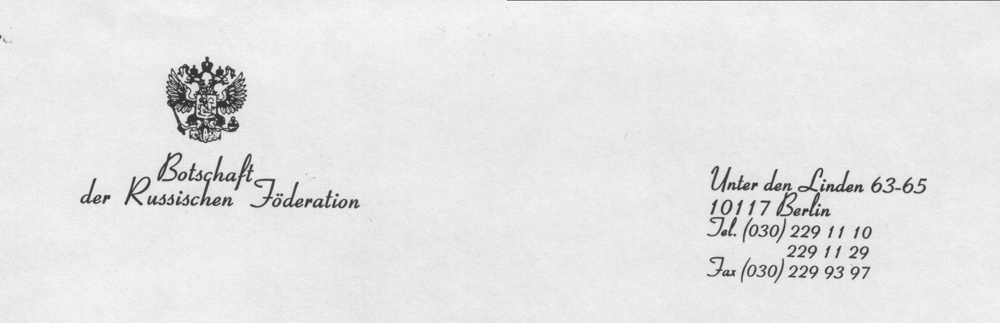 Botschaft
der Russischen Föderation
Unter den Linden 63-65
10117 Berlin
Tel. (030) 229 11 10
229 11 29
Fax (030) 229 93 97